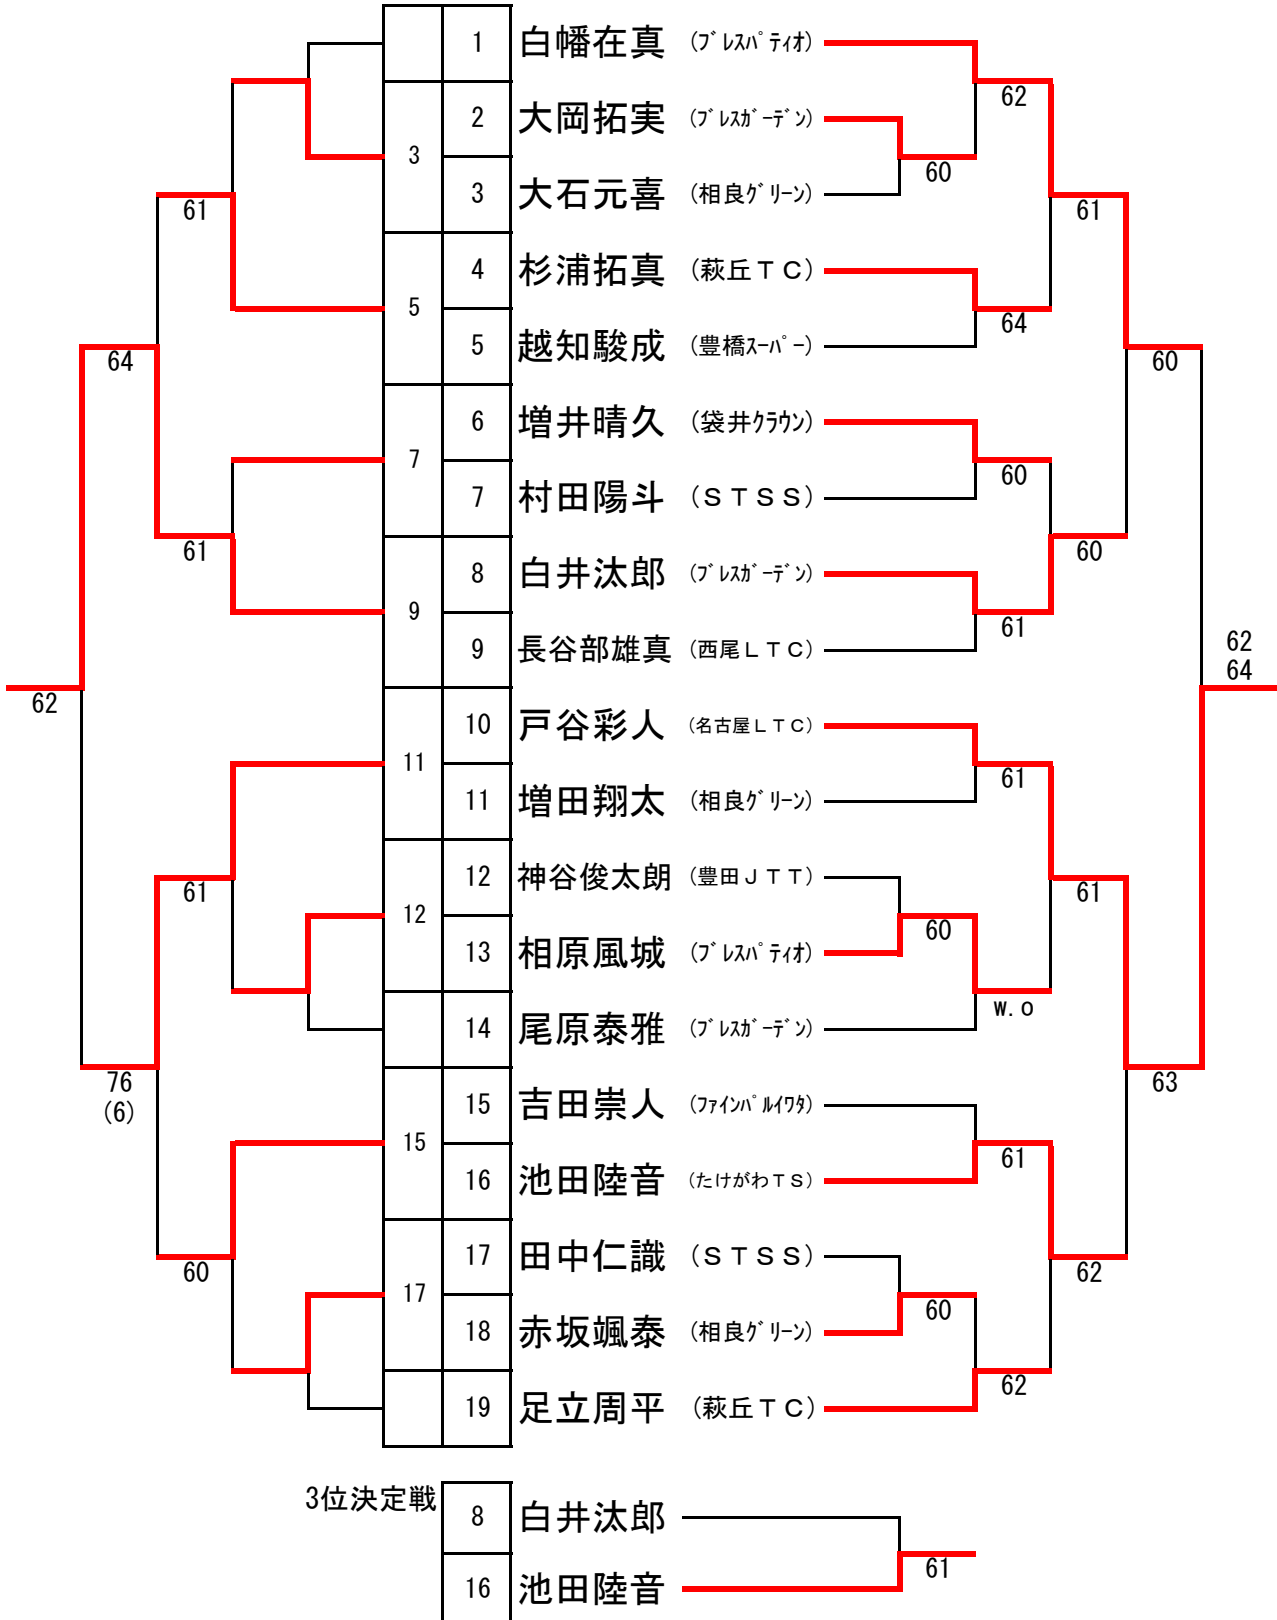 1 白幡在真 (ﾌﾞﾚｽﾊﾟﾃｨｵ)
62
2 大岡拓実 (ﾌﾞﾚｽｶﾞｰﾃﾞﾝ)
3
60
3 大石元喜 (相良ｸﾞﾘｰﾝ)
61
61
4 杉浦拓真 (萩丘ＴＣ)
5
64
5 越知駿成 (豊橋ｽｰﾊﾟｰ)
64
60
6 増井晴久 (袋井ｸﾗｳﾝ)
7
60
7 村田陽斗 (ＳＴＳＳ)
61
60
8 白井汰郎 (ﾌﾞﾚｽｶﾞｰﾃﾞﾝ)
9
61
9 長谷部雄真 (西尾ＬＴＣ)
62
64
62
10 戸谷彩人 (名古屋ＬＴＣ)
11
61
11 増田翔太 (相良ｸﾞﾘｰﾝ)
12 神谷俊太朗 (豊田ＪＴＴ)
61
61
12
60
13 相原風城 (ﾌﾞﾚｽﾊﾟﾃｨｵ)
w.o
14 尾原泰雅 (ﾌﾞﾚｽｶﾞｰﾃﾞﾝ)
76
(6)
63
15 吉田崇人 (ﾌｧｲﾝﾊﾟﾙｲﾜﾀ)
15
61
16 池田陸音 (たけがわＴＳ)
17 田中仁識 (ＳＴＳＳ)
60
62
17
60
18 赤坂颯泰 (相良ｸﾞﾘｰﾝ)
62
19 足立周平 (萩丘ＴＣ)
3位決定戦
8 白井汰郎
61
16 池田陸音